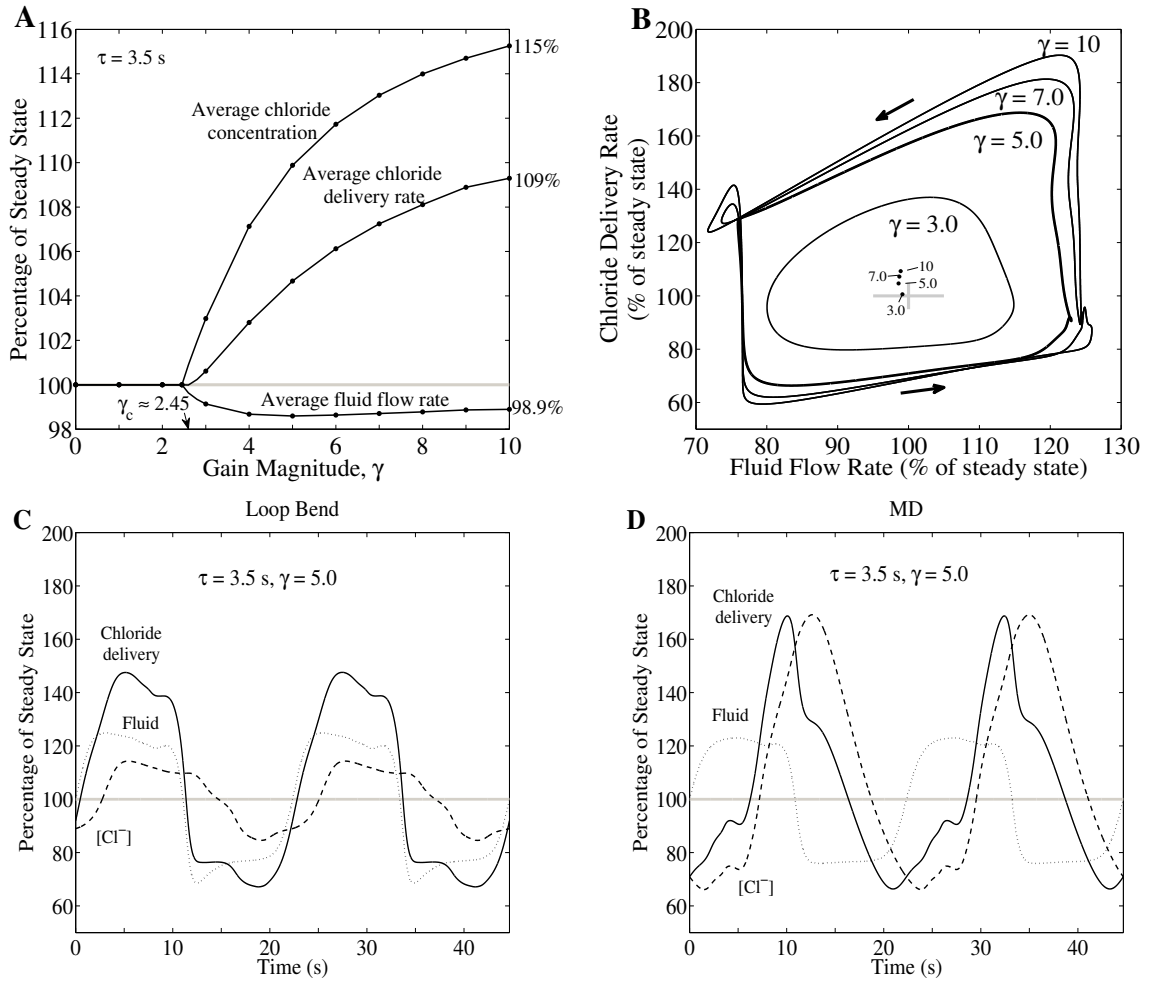 A
116
114
112
110
108
106
104
102
100
98
Percentage of Steady State
τ = 3.5 s
Average chloride
concentration
Average chloride
delivery rate
Average fluid flow rate
115%
109%
98.9%
γc ≈ 2.45
0 2 4 6 8 10
Gain Magnitude, γ
B
200
180
160
140
120
100
80
60
Chloride Delivery Rate
(% of steady state)
γ = 10
γ = 7.0
γ = 5.0
γ = 3.0
10
7.0
5.0
3.0
70 80 90 100 110 120 130
Fluid Flow Rate (% of steady state)
C
Loop Bend
200
180
160
140
120
100
80
60
Percentage of Steady State
τ = 3.5 s, γ = 5.0
Chloride
delivery
Fluid
[Cl−]
0 10 20 30 40
Time (s)
D
MD
200
180
160
140
120
100
80
60
Percentage of Steady State
τ = 3.5 s, γ = 5.0
Chloride
delivery
Fluid
[Cl−]
0 10 20 30 40
Time (s)